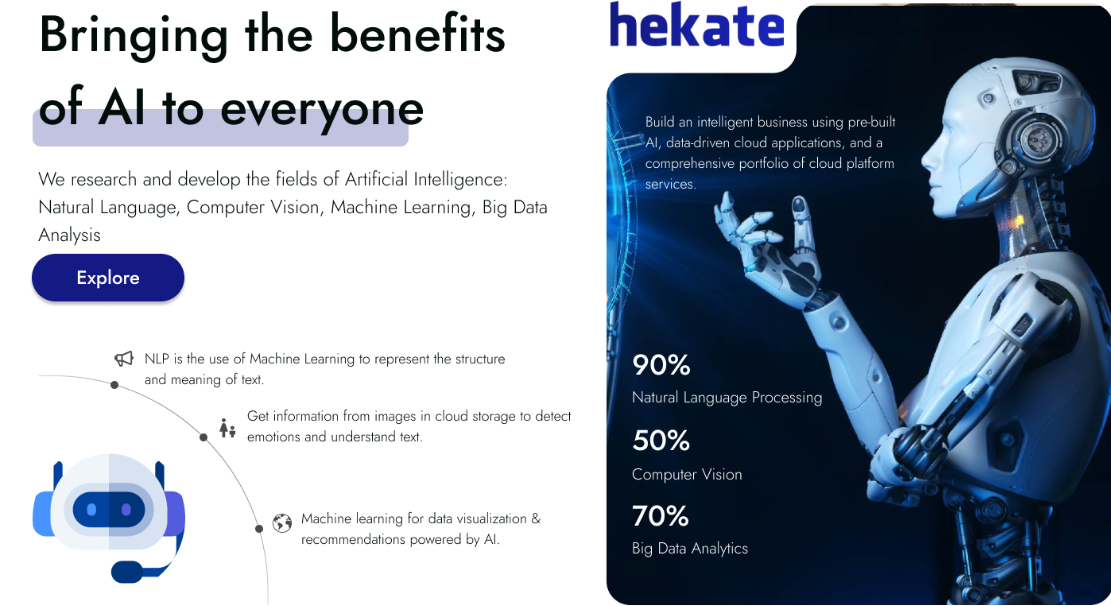 Bringing the benefits
of AI to everyone
We research and develop the fields of Artificial Intelligence:
Natural Language, Computer Vision, Machine Learning, Big Data
Analysis
Explore
NLP is the use of Machine Learning to represent the structure
and meaning of text.
Get information from images in cloud storage to detect
emotions and understand text.
Machine learning for data visualization &
recommendations powered by AI.
hekate
Build an intelligent business using pre-built
AI, data-driven cloud applications, and a
comprehensive portfolio of cloud platform
services.
90%
Natural Language Processing
50%
Computer Vision
70%
Big Data Analytics